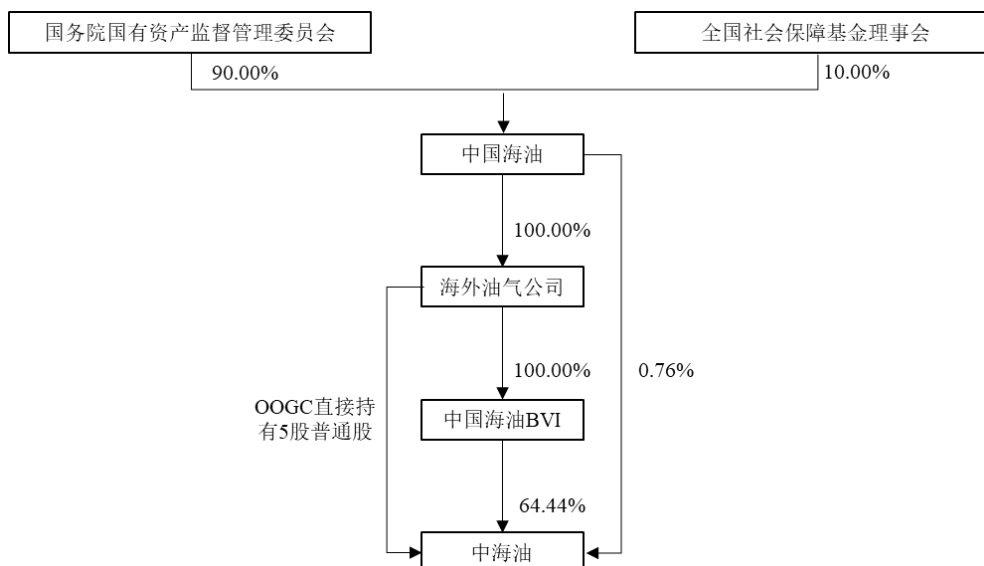 国务院国有资产监督管理委员会
全国社会保障基金理事会
90.00%
10.00%
中国海油
100.00%
海外油气公司
100.00%
0.76%
OOGC直接持
有5股普通股
中国海油BVI
64.44%
中海油